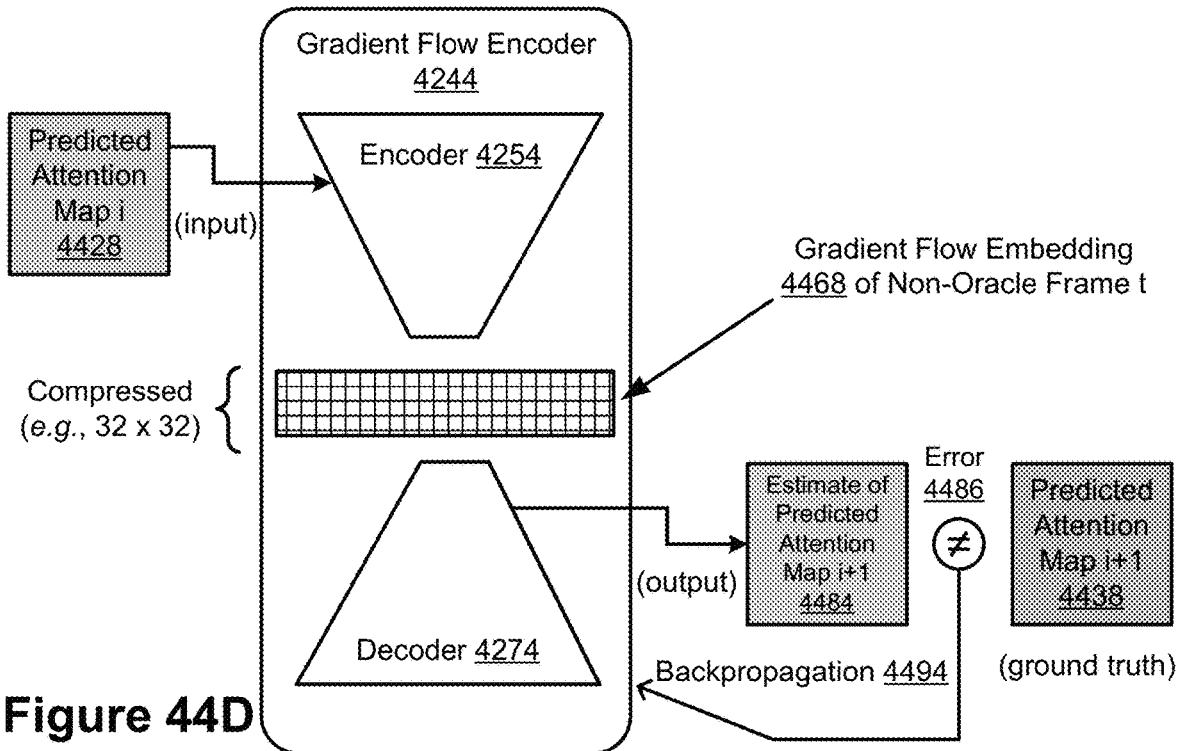 Gradient Flow Encoder
4244
Predicted
Attention
Map i
4428
(input)
Encoder 4254
Gradient Flow Embedding
4468 of Non-Oracle Frame t
Compressed
(e.g., 32 x 32)
Estimate of
Predicted
Attention
Map i+1
4484
Error
4486
≠
Predicted
Attention
Map i+1
4438
(output)
(ground truth)
Decoder 4274
Backpropagation 4494
Figure 44D